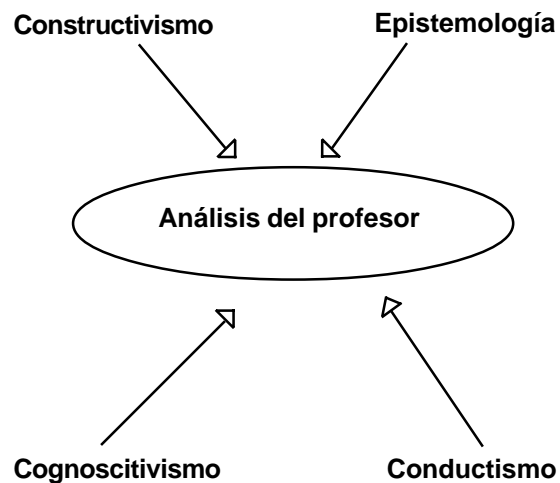 Constructivismo
Epistemología
Análisis del profesor
Cognoscitivismo
Conductismo